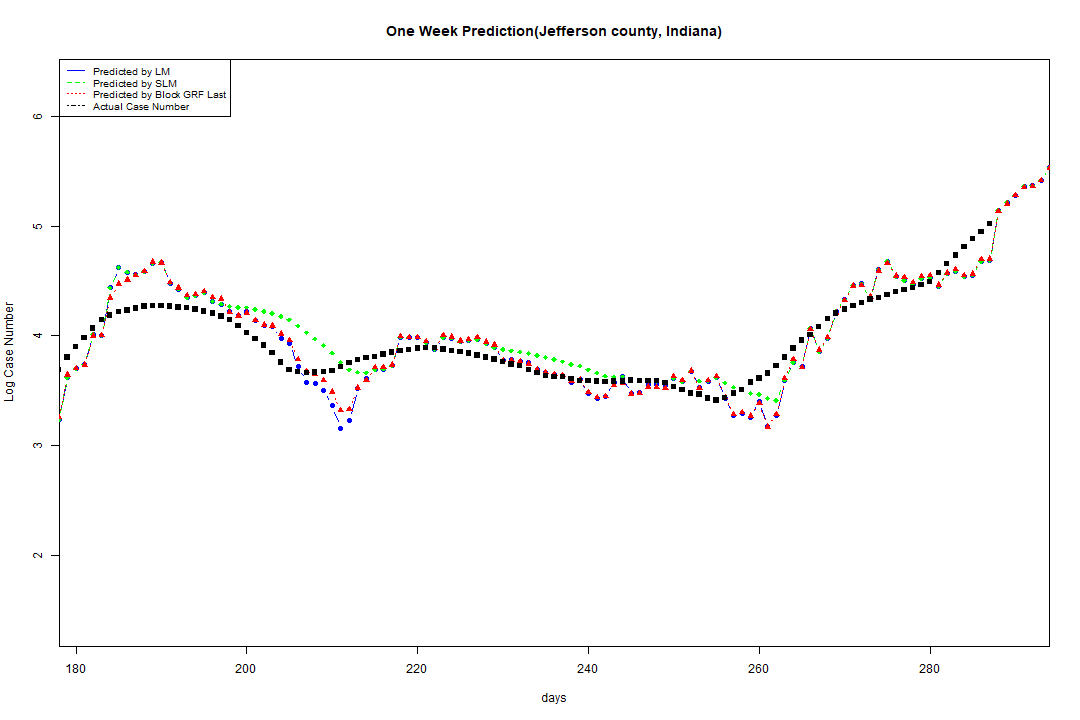 One Week Prediction(Jefferson county, Indiana)
Predicted by LM
Predicted by SLM
Predicted by Block GRF Last
Actual Case Number
6
5
4
3
2
Log Case Number
180 200 220 240 260 280
days